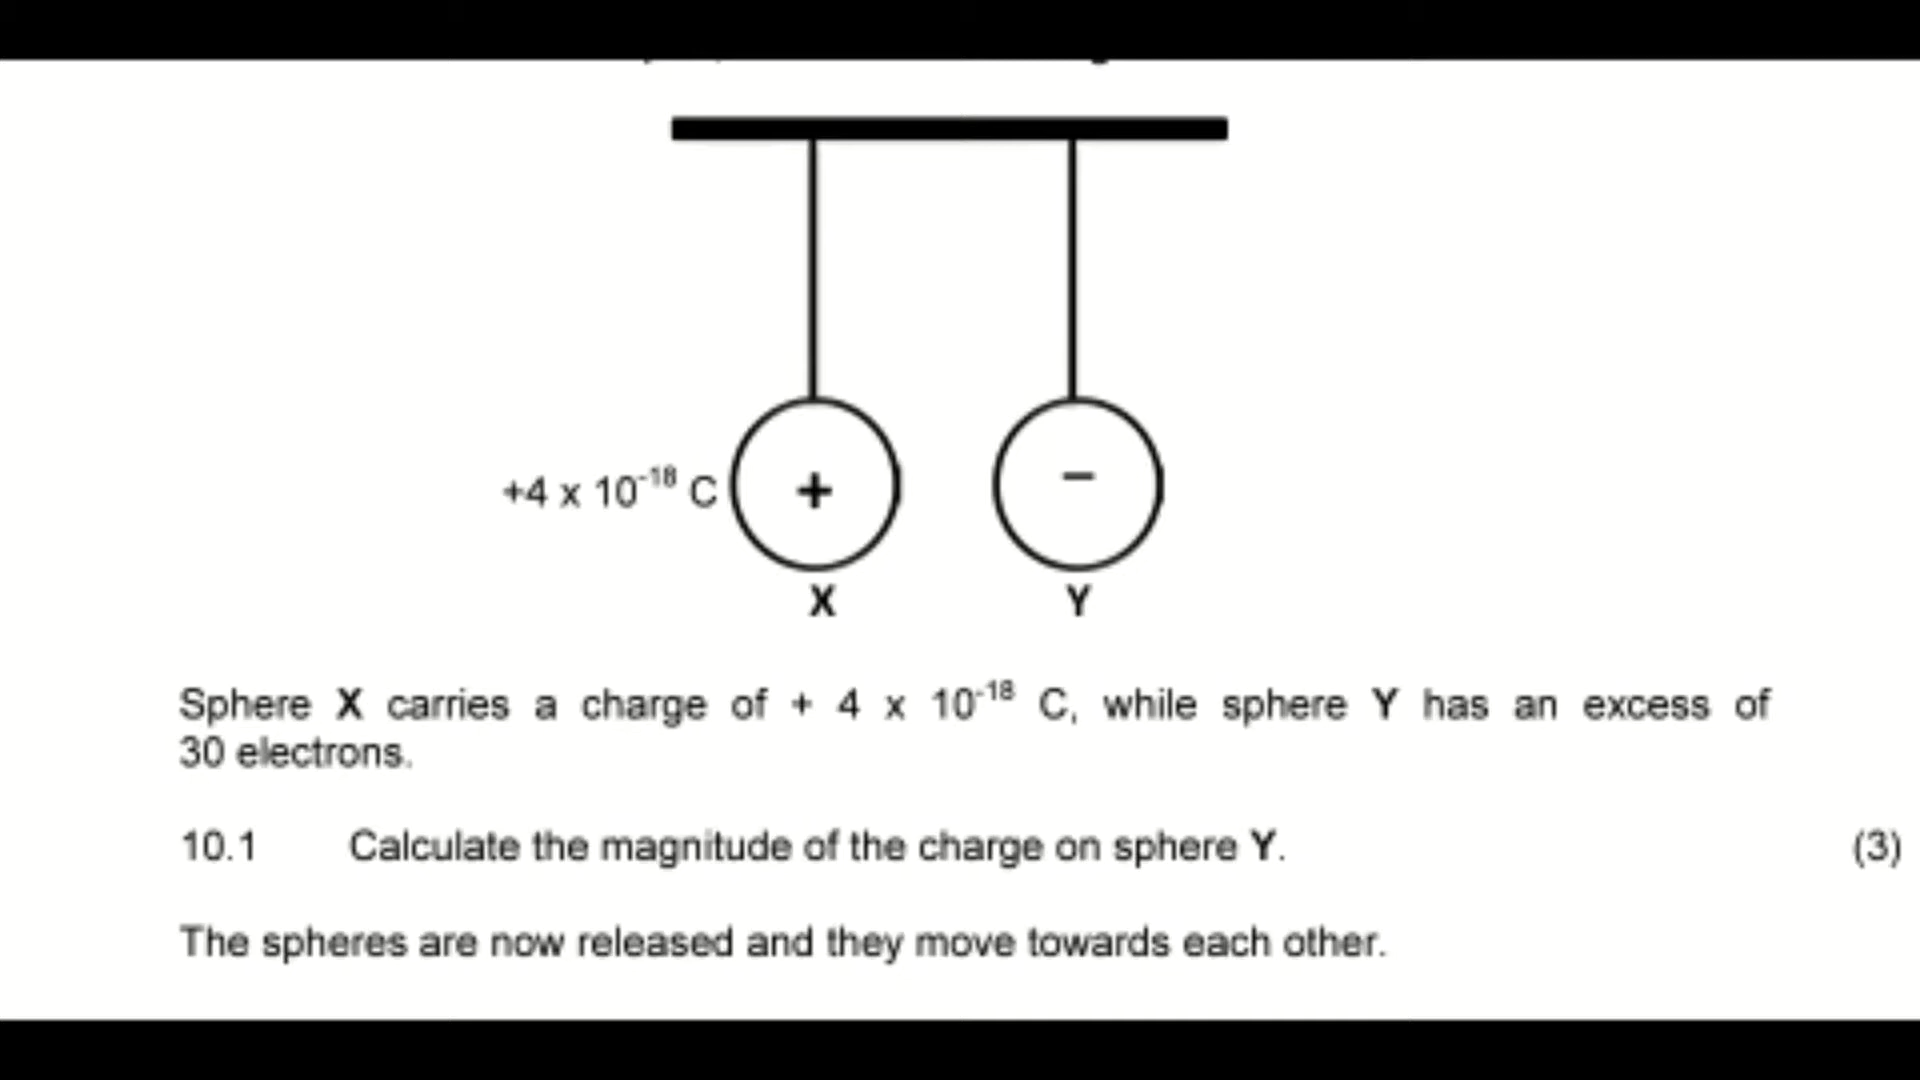 +4 x 10⁻¹⁸ C
+
−
X
Y
Sphere X carries a charge of + 4 x 10⁻¹⁸ C, while sphere Y has an excess of
30 electrons.
10.1 Calculate the magnitude of the charge on sphere Y. (3)
The spheres are now released and they move towards each other.